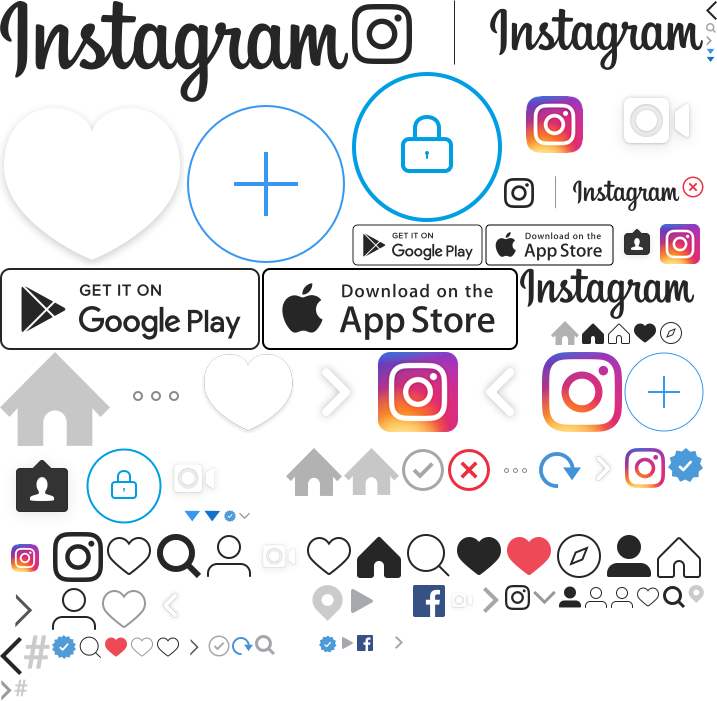 Instagram
Instagram
Instagram
GET IT ON
Google Play
Download on the
App Store
GET IT ON
Google Play
Download on the
App Store
Instagram
f
#
f
#